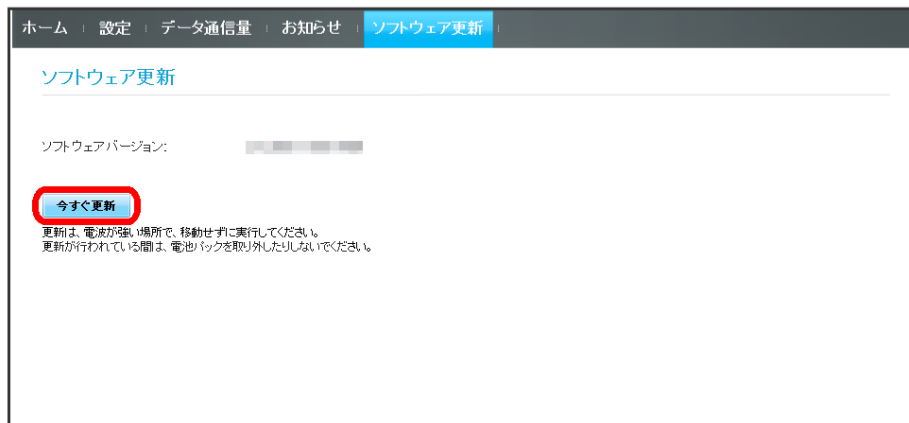 ホーム 設定 データ通信量 お知らせ ソフトウェア更新
ソフトウェア更新
ソフトウェアバージョン:
今すぐ更新
更新は、電波が強い場所で、移動せずに実行してください。
更新が行われている間は、電池パックを取り外したりしないでください。